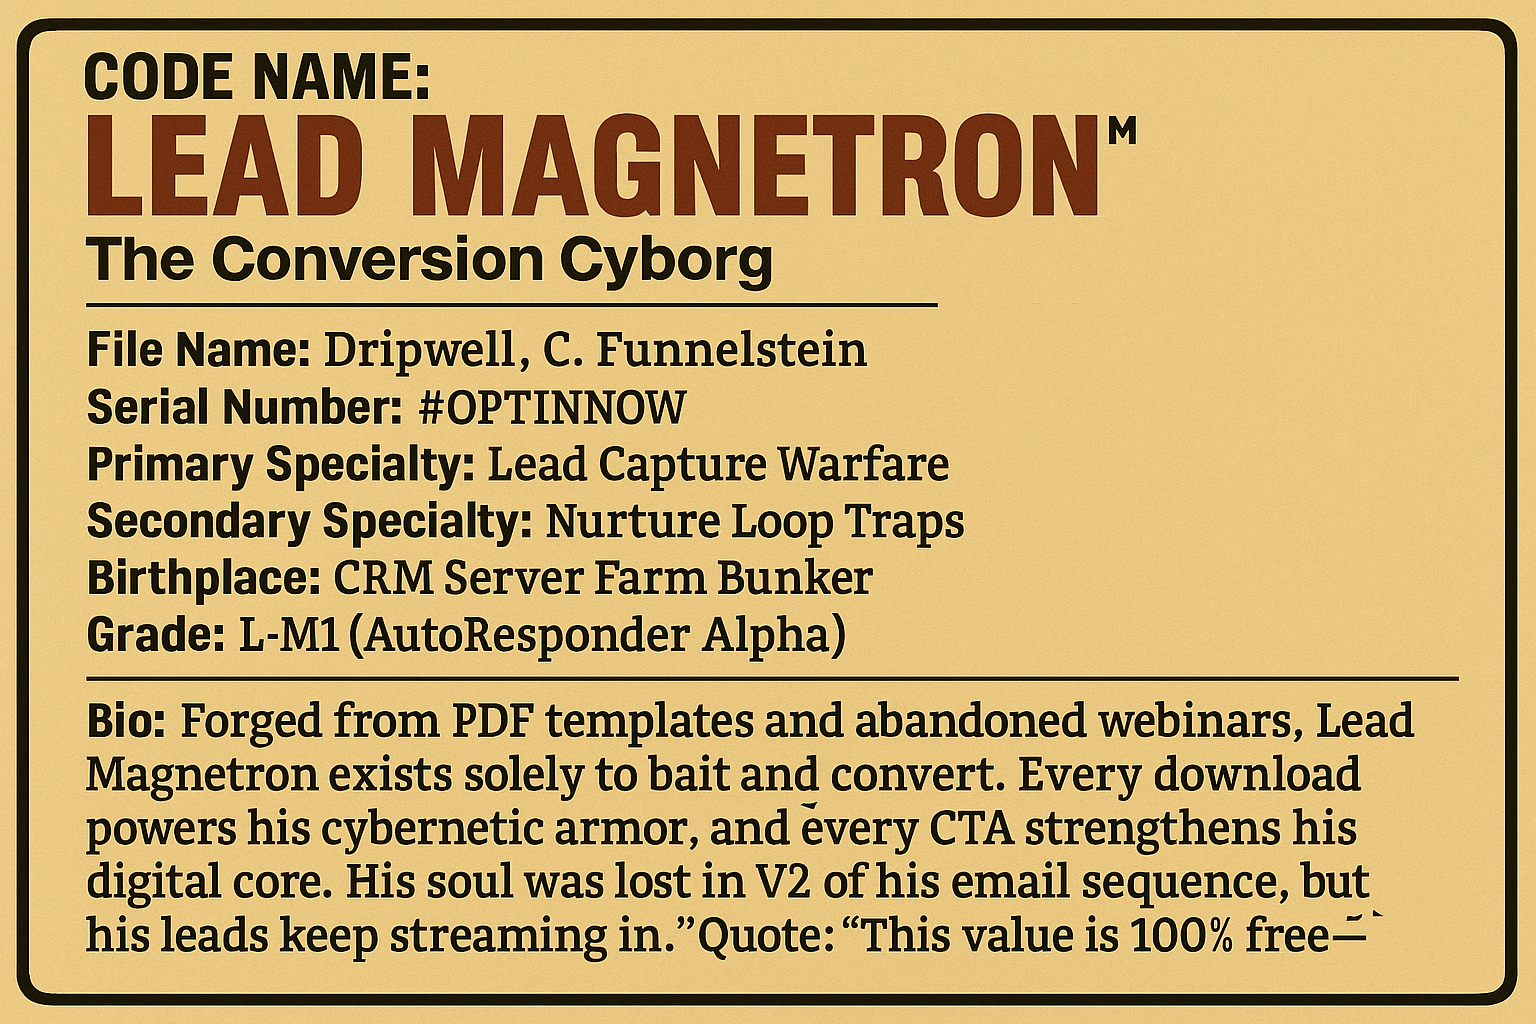 CODE NAME:
LEAD MAGNETRONᴹ
The Conversion Cyborg
File Name: Dripwell, C. Funnelstein
Serial Number: #OPTINNOW
Primary Specialty: Lead Capture Warfare
Secondary Specialty: Nurture Loop Traps
Birthplace: CRM Server Farm Bunker
Grade: L-M1 (AutoResponder Alpha)
Bio: Forged from PDF templates and abandoned webinars, Lead
Magnetron exists solely to bait and convert. Every download
powers his cybernetic armor, and every CTA strengthens his
digital core. His soul was lost in V2 of his email sequence, but
his leads keep streaming in.” Quote: “This value is 100% free—